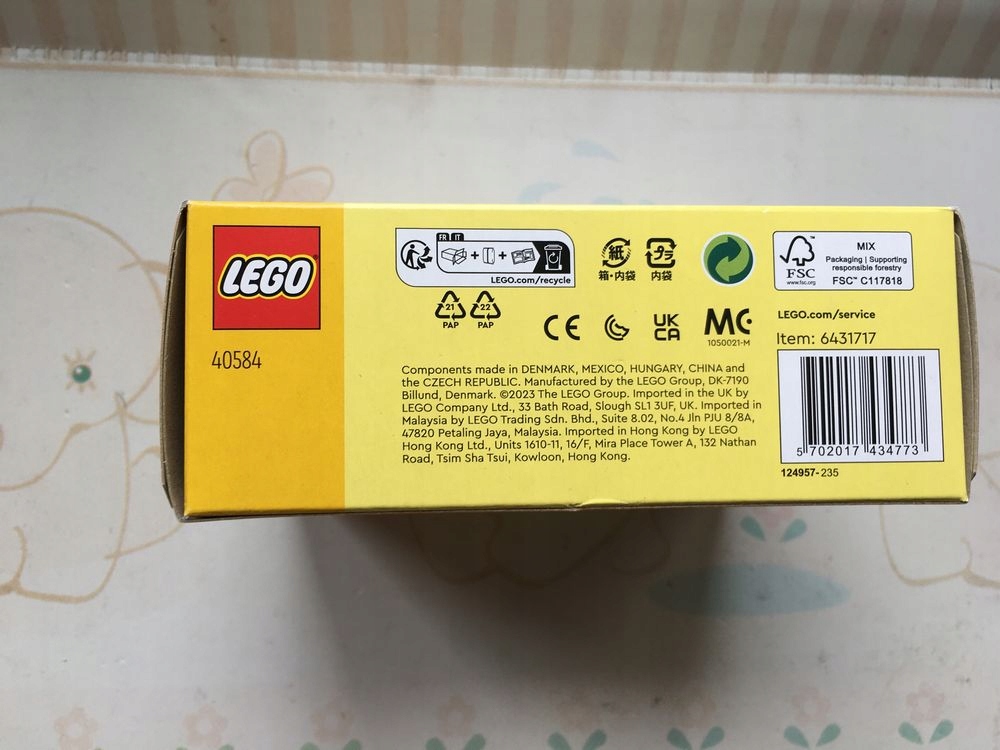 LEGO®
40584
FR IT
LEGO.com/recycle
21
PAP
22
PAP
紙
箱・内袋
プラ
内袋
FSC
www.fsc.org
MIX
Packaging | Supporting
responsible forestry
FSC™ C117818
CE
UK
CA
MC
1050021-M
Components made in DENMARK, MEXICO, HUNGARY, CHINA and
the CZECH REPUBLIC. Manufactured by the LEGO Group, DK-7190
Billund, Denmark. ©2023 The LEGO Group. Imported in the UK by
LEGO Company Ltd., 33 Bath Road, Slough SL1 3UF, UK. Imported in
Malaysia by LEGO Trading Sdn. Bhd., Suite 8.02, No.4 Jln PJU 8/8A,
47820 Petaling Jaya, Malaysia. Imported in Hong Kong by LEGO
Hong Kong Ltd., Units 1610-11, 16/F, Mira Place Tower A, 132 Nathan
Road, Tsim Sha Tsui, Kowloon, Hong Kong.
LEGO.com/service
Item: 6431717
5 702017 434773
124957-235